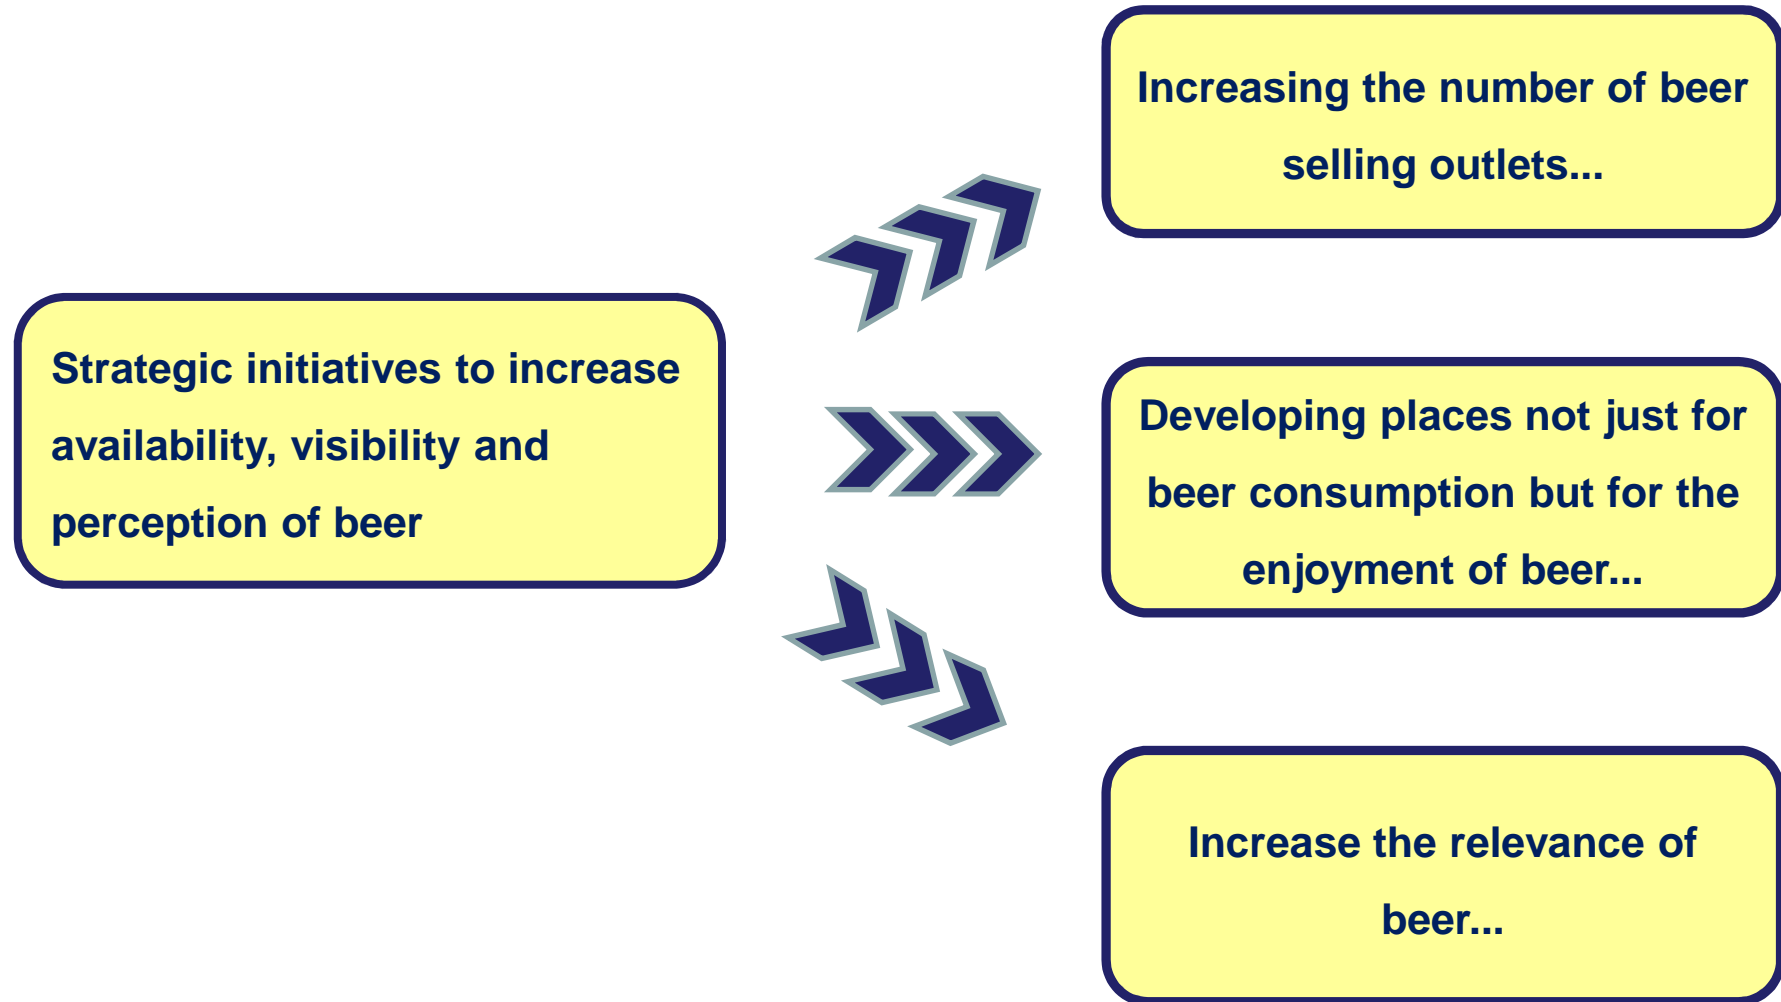 Increasing the number of beer
selling outlets...
Strategic initiatives to increase
availability, visibility and
perception of beer
Developing places not just for
beer consumption but for the
enjoyment of beer...
Increase the relevance of
beer...